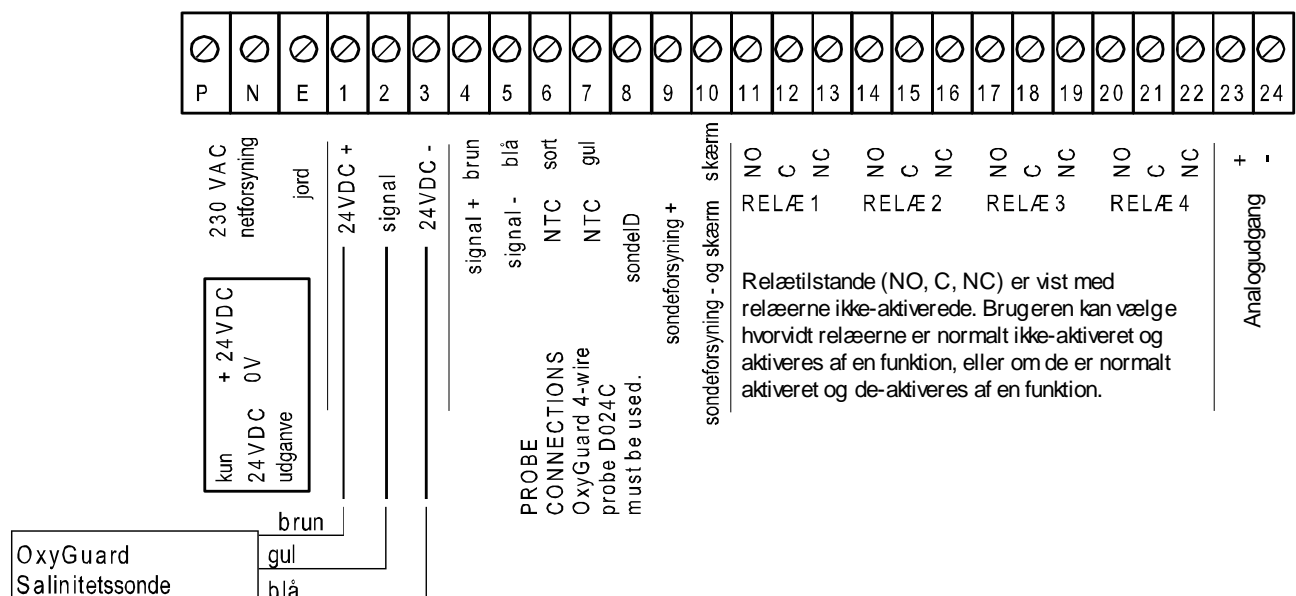 P N E 1 2 3 4 5 6 7 8 9 10 11 12 13 14 15 16 17 18 19 20 21 22 23 24
230 VAC
netforsyning
jord
24VDC +
signal
24VDC -
signal + brun
signal - blå
NTC sort
NTC gul
sondeID
sondeforsyning +
sondeforsyning - og skærm skærm
NO C NC
RELÆ 1
NO C NC
RELÆ 2
NO C NC
RELÆ 3
NO C NC
RELÆ 4
+
-
Analogudgang
kun + 24VDC
24VDC 0V
udganve
PROBE
CONNECTIONS
OxyGuard 4-wire
probe D024C
must be used.
Relætilstande (NO, C, NC) er vist med
relæerne ikke-aktiverede. Brugeren kan vælge
hvorvidt relæerne er normalt ikke-aktiveret og
aktiveres af en funktion, eller om de er normalt
aktiveret og de-aktiveres af en funktion.
brun
gul
blå
OxyGuard
Salinitetssonde